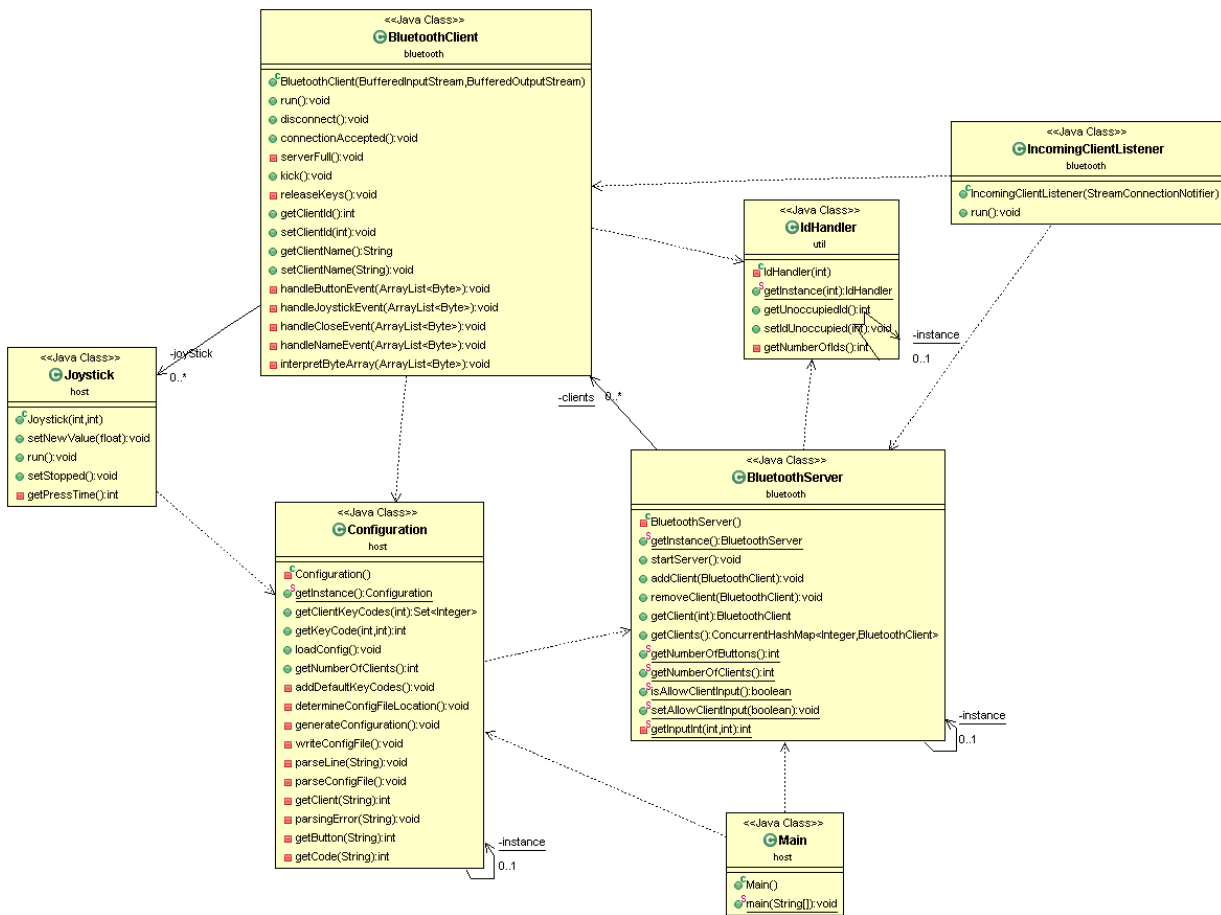 <<Java Class>>
BluetoothClient
bluetooth
BluetoothClient(BufferedInputStream,BufferedOutputStream)
run():void
disconnect():void
connectionAccepted():void
serverFull():void
kick():void
releaseKeys():void
getClientId():int
setClientId(int):void
getClientName():String
setClientName(String):void
handleButtonEvent(ArrayList<Byte>):void
handleJoystickEvent(ArrayList<Byte>):void
handleCloseEvent(ArrayList<Byte>):void
handleNameEvent(ArrayList<Byte>):void
interpretByteArray(ArrayList<Byte>):void
<<Java Class>>
IncomingClientListener
bluetooth
IncomingClientListener(StreamConnectionNotifier)
run():void
<<Java Class>>
IdHandler
util
IdHandler(int)
getInstance(int):IdHandler
getUnoccupiedId():int
setIdUnoccupied(int):void
getNumberOfIds():int
-instance
0..1
-joyStick
0..*
<<Java Class>>
Joystick
host
Joystick(int,int)
setNewValue(float):void
run():void
setStopped():void
getPressTime():int
-clients
0..*
<<Java Class>>
BluetoothServer
bluetooth
BluetoothServer()
getInstance():BluetoothServer
startServer():void
addClient(BluetoothClient):void
removeClient(BluetoothClient):void
getClient(int):BluetoothClient
getClients():ConcurrentHashMap<Integer,BluetoothClient>
getNumberOfButtons():int
getNumberOfClients():int
isAllowClientInput():boolean
setAllowClientInput(boolean):void
getInputInt(int,int):int
-instance
0..1
<<Java Class>>
Configuration
host
Configuration()
getInstance():Configuration
getClientKeyCodes(int):Set<Integer>
getKeyCode(int,int):int
loadConfig():void
getNumberOfClients():int
addDefaultKeyCodes():void
determineConfigFileLocation():void
generateConfiguration():void
writeConfigFile():void
parseLine(String):void
parseConfigFile():void
getClient(String):int
parsingError(String):void
getButton(String):int
getCode(String):int
-instance
0..1
<<Java Class>>
Main
host
Main()
main(String[]):void